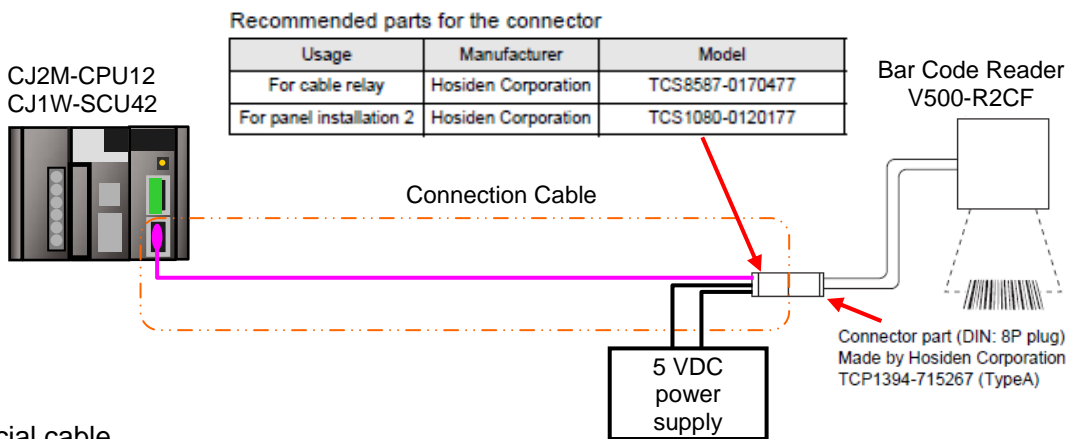 Recommended parts for the connector
Usage Manufacturer Model
For cable relay Hosiden Corporation TCS8587-0170477
For panel installation 2 Hosiden Corporation TCS1080-0120177
CJ2M-CPU12
CJ1W-SCU42
Bar Code Reader
V500-R2CF
Connection Cable
Connector part (DIN: 8P plug)
Made by Hosiden Corporation
TCP1394-715267 (TypeA)
5 VDC
power
supply
cial cable